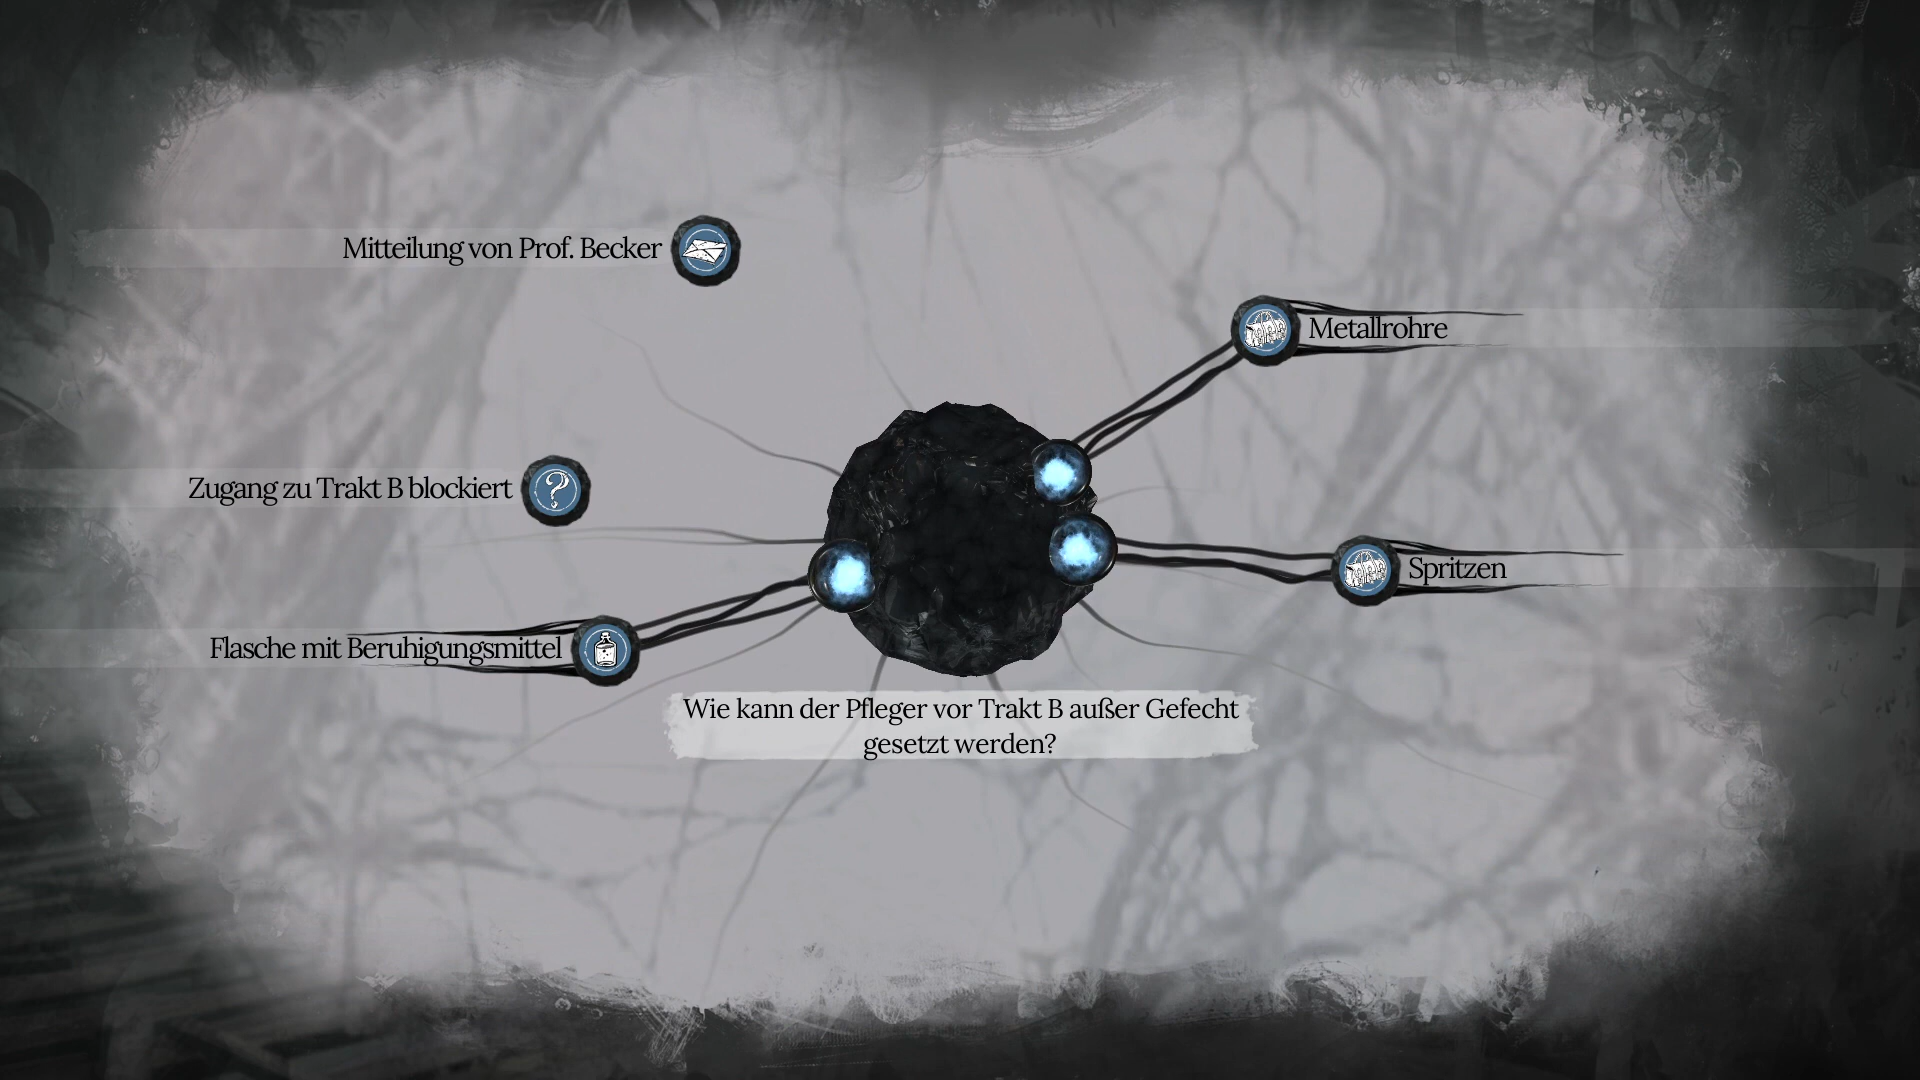 Mitteilung von Prof. Becker
Metallrohre
Zugang zu Trakt B blockiert
Spritzen
Flasche mit Beruhigungsmittel
Wie kann der Pfleger vor Trakt B außer Gefecht
gesetzt werden?